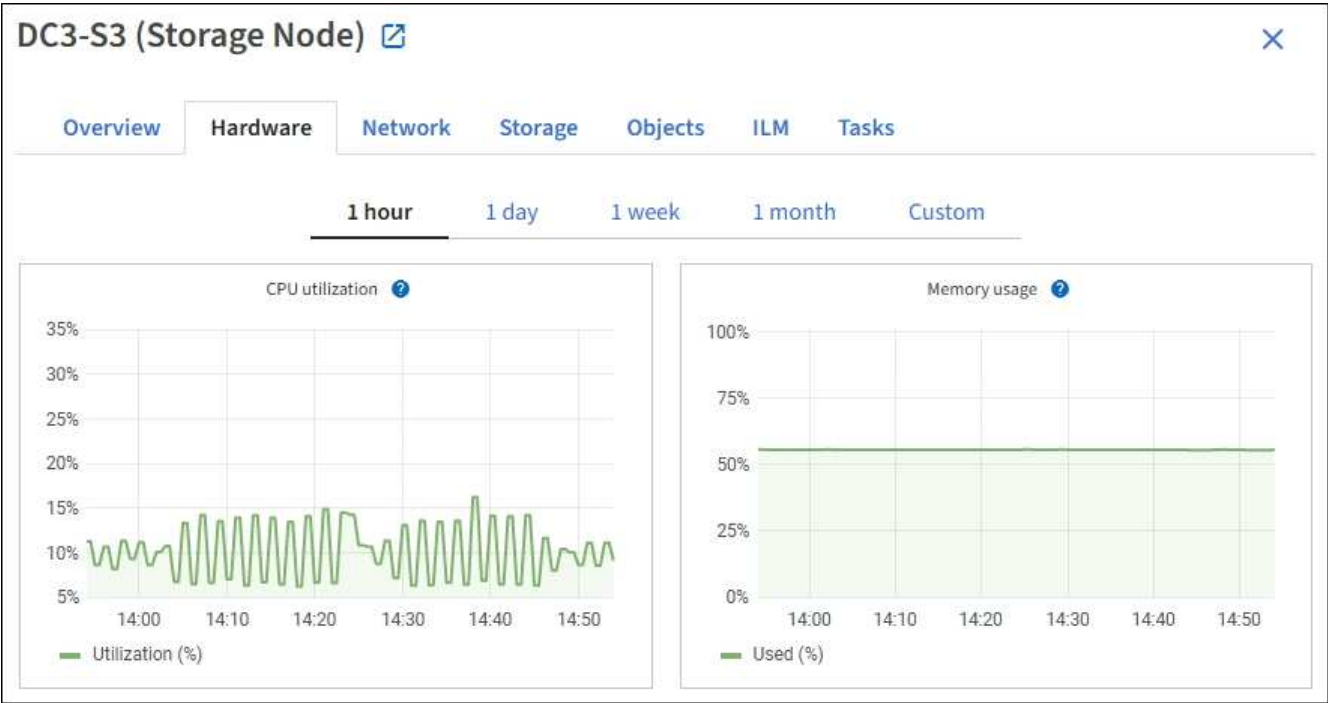 DC3-S3 (Storage Node)
Overview Hardware Network Storage Objects ILM Tasks
1 hour 1 day 1 week 1 month Custom
CPU utilization ?
35%
30%
25%
20%
15%
10%
5%
14:00 14:10 14:20 14:30 14:40 14:50
Utilization (%)
Memory usage ?
100%
75%
50%
25%
0%
14:00 14:10 14:20 14:30 14:40 14:50
Used (%)